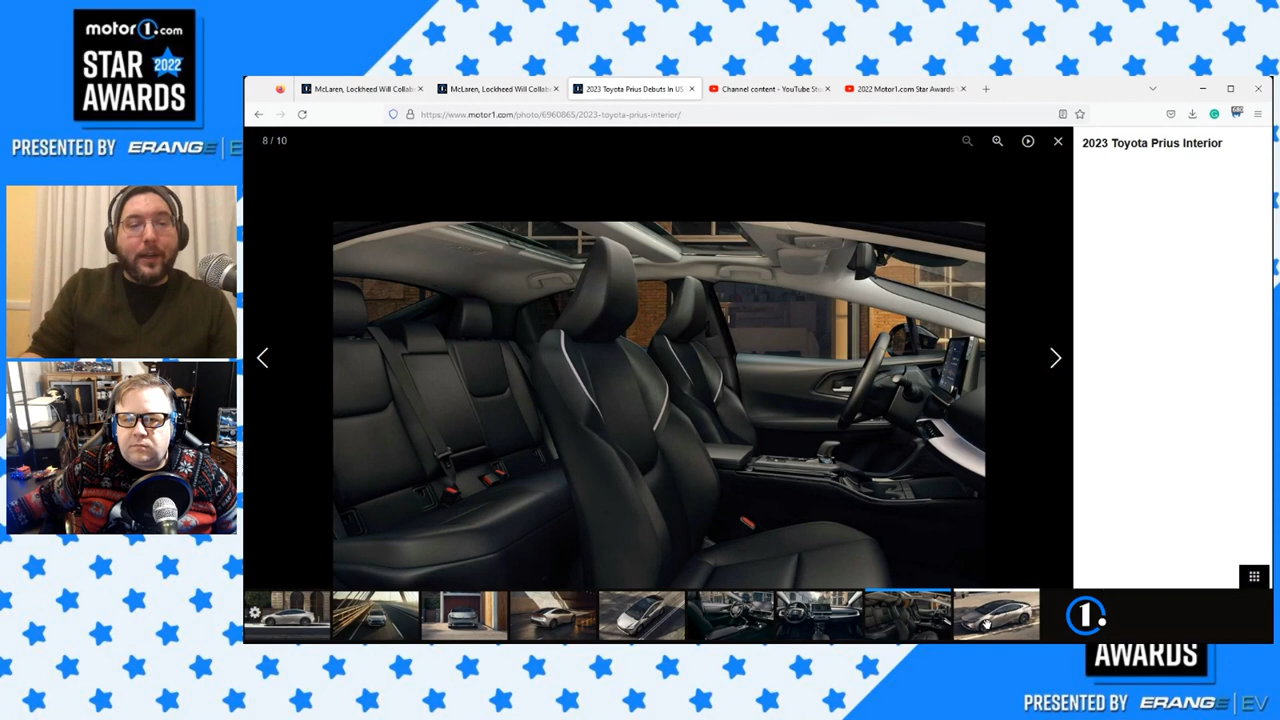 motor1.com
STAR 2022
AWARDS
PRESENTED BY ERANGE | E
McLaren, Lockheed Will Collab
McLaren, Lockheed Will Collab
2023 Toyota Prius Debuts In US
Channel content - YouTube Stu
2022 Motor1.com Star Awards
https://www.motor1.com/photo/6960865/2023-toyota-prius-interior/
8 / 10
2023 Toyota Prius Interior
1.
AWARDS
PRESENTED BY ERANGE | EV